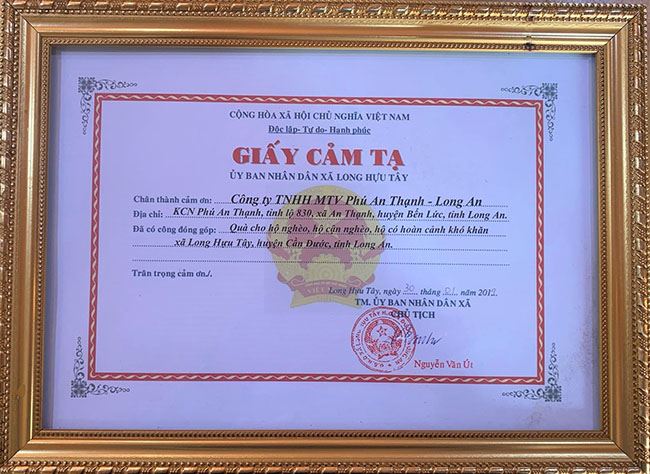 CỘNG HÒA XÃ HỘI CHỦ NGHĨA VIỆT NAM
Độc lập- Tự do- Hạnh phúc
GIẤY CẢM TẠ
ỦY BAN NHÂN DÂN XÃ LONG HỰU TÂY
Chân thành cảm ơn: Công ty TNHH MTV Phú An Thạnh - Long An
Địa chỉ: KCN Phú An Thạnh, tỉnh lộ 830, xã An Thạnh, huyện Bến Lức, tỉnh Long An.
Đã có công đóng góp: Quà cho hộ nghèo, hộ cận nghèo, hộ có hoàn cảnh khó khăn
xã Long Hựu Tây, huyện Cần Đước, tỉnh Long An.
Trân trọng cảm ơn./.
Long Hựu Tây, ngày 30 tháng 01 năm 2019
TM. ỦY BAN NHÂN DÂN XÃ
CHỦ TỊCH
Nguyễn Văn Út